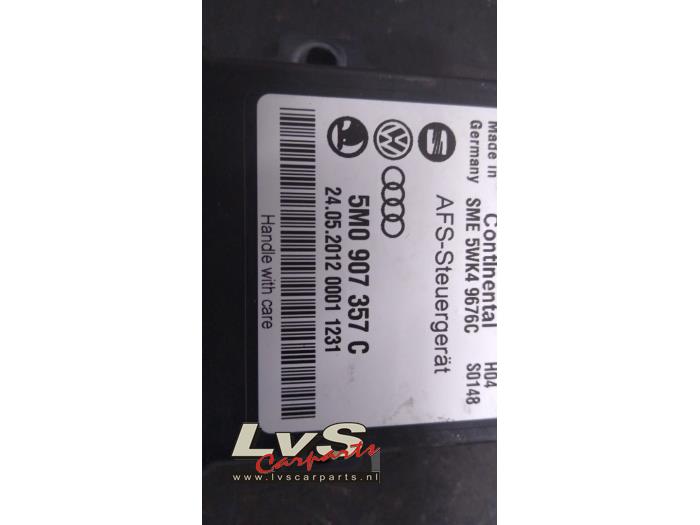 Made in
Germany
Continental
H04
SME 5WK4 9676C
S0148
AFS-Steuergerät
5M0 907 357 C
24.05.2012 0001 1231
Handle with care
LvS
Carparts
www.lvscarparts.nl